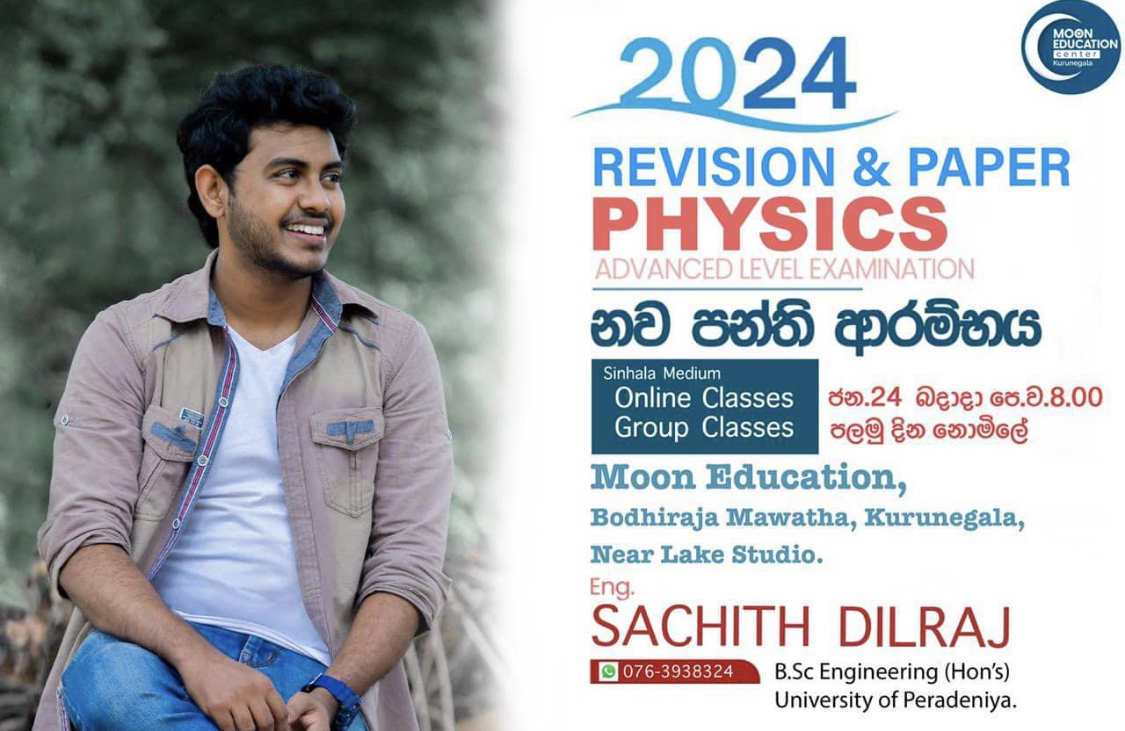 MOON
EDUCATION
center
Kurunegala
2024
REVISION & PAPER
PHYSICS
ADVANCED LEVEL EXAMINATION
නව පන්ති ආරම්භය
Sinhala Medium
Online Classes
Group Classes
ජන.24 බදාදා පෙ.ව.8.00
පලමු දින නොමිලේ
Moon Education,
Bodhiraja Mawatha, Kurunegala,
Near Lake Studio.
Eng.
SACHITH DILRAJ
076-3938324
B.Sc Engineering (Hon's)
University of Peradeniya.